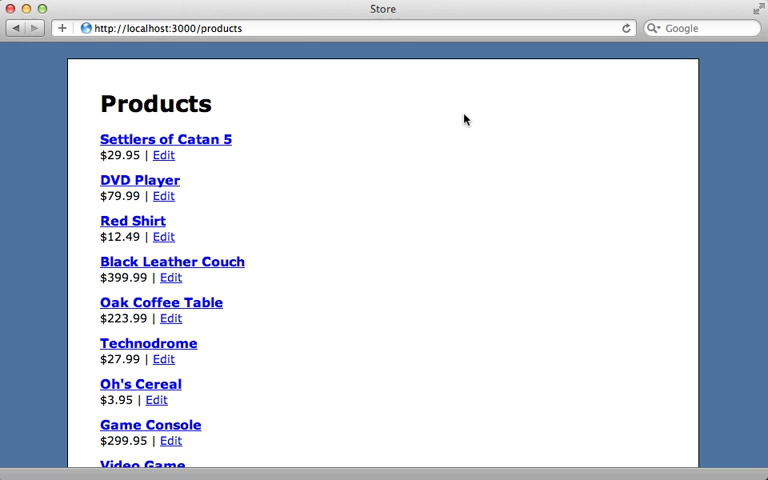 Store
http://localhost:3000/products
Google
Products
Settlers of Catan 5
$29.95 | Edit
DVD Player
$79.99 | Edit
Red Shirt
$12.49 | Edit
Black Leather Couch
$399.99 | Edit
Oak Coffee Table
$223.99 | Edit
Technodrome
$27.99 | Edit
Oh's Cereal
$3.95 | Edit
Game Console
$299.95 | Edit
Video Game